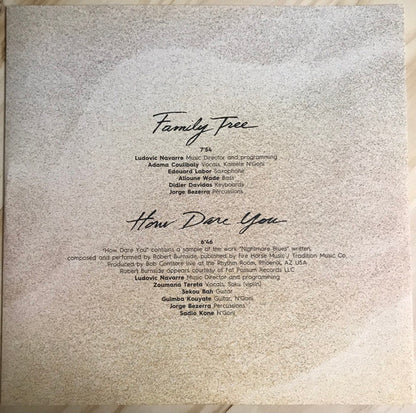 Family Tree
7'54
Ludovic Navarre Music Director and programming
Adama Coulibaly Vocals, Kamele N'Goni
Edouard Labor Saxophone
Alioune Wade Bass
Didier Davidas Keyboards
Jorge Bezerra Percussions
How Dare You
6'46
"How Dare You" contains a sample of the work "Nightmare Blues" written,
composed and performed by Robert Burnside, published by Fire Horse Music / Tradition Music Co.
Produced by Bob Corritore live at the Rhythm Room, Phoenix, AZ USA
Robert Burnside appears courtesy of Fat Possum Records LLC
Ludovic Navarre Music Director and programming
Zoumana Tereta Vocals, Soku (violin)
Sekou Bah Guitar
Guimba Kouyate Guitar, N'Goni
Jorge Bezerra Percussions
Sadio Kone N'Goni